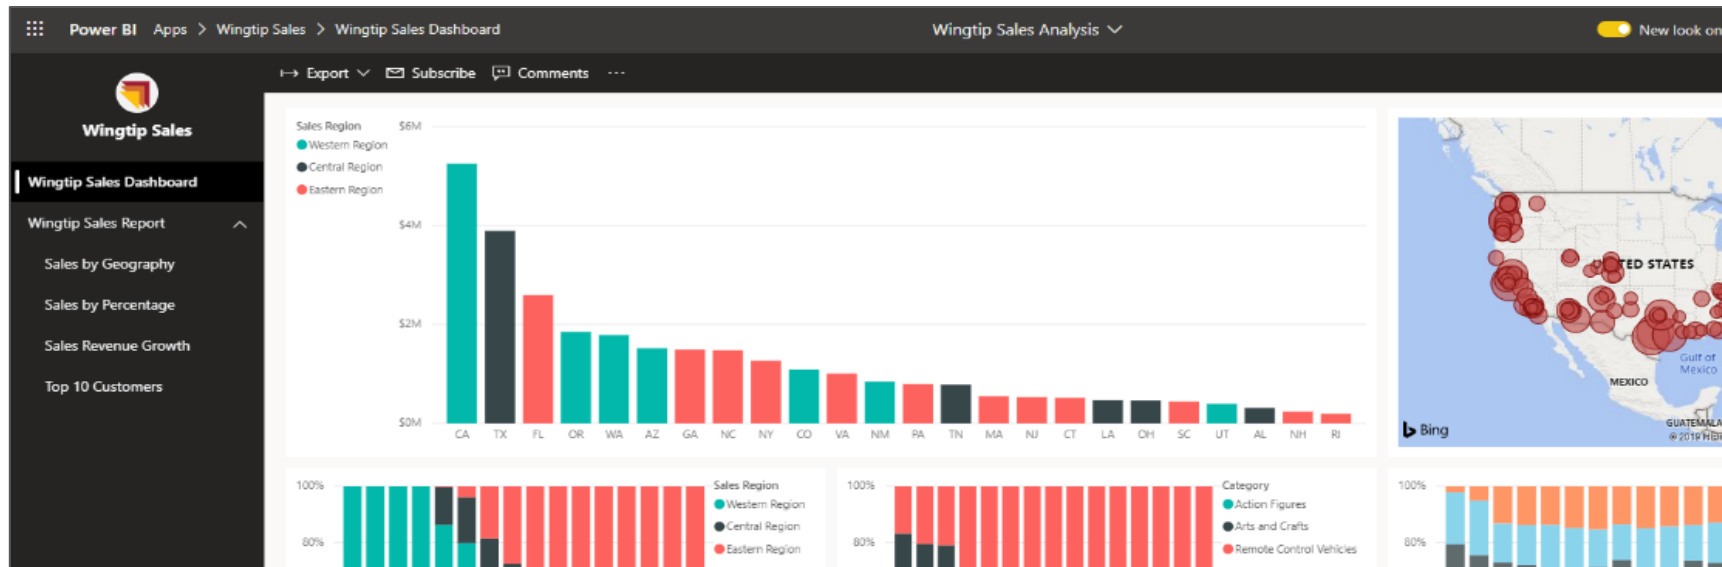 Power BI Apps > Wingtip Sales > Wingtip Sales Dashboard
Wingtip Sales Analysis
New look on
Export
Subscribe
Comments
...
Wingtip Sales
Wingtip Sales Dashboard
Wingtip Sales Report
Sales by Geography
Sales by Percentage
Sales Revenue Growth
Top 10 Customers
Sales Region
Western Region
Central Region
Eastern Region
$6M
$4M
$2M
$0M
CA TX FL OR WA AZ GA NC NY CO VA NM PA TN MA NJ CT LA OH SC UT AL NH RI
UNITED STATES
Gulf of
Mexico
MEXICO
GUATEMALA
Bing
© 2019 HERE
100%
80%
Sales Region
Western Region
Central Region
Eastern Region
100%
80%
Category
Action Figures
Arts and Crafts
Remote Control Vehicles
100%
80%